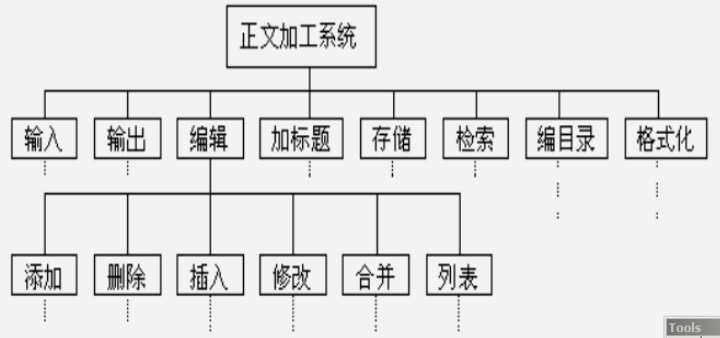 正文加工系统
输入 输出 编辑 加标题 存储 检索 编目录 格式化
添加 删除 插入 修改 合并 列表
Tools